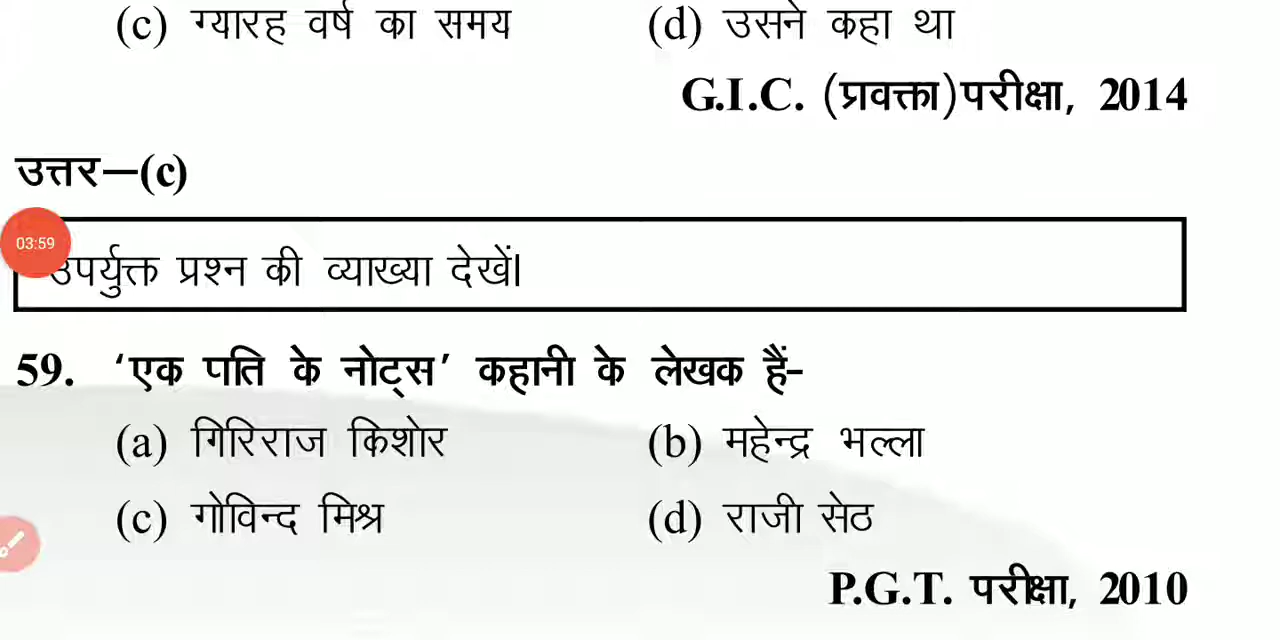 (c) ग्यारह वर्ष का समय (d) उसने कहा था
G.I.C. (प्रवक्ता) परीक्षा, 2014
उत्तर–(c)
03:59
उपर्युक्त प्रश्न की व्याख्या देखें।
59. ‘एक पति के नोट्स’ कहानी के लेखक हैं-
(a) गिरिराज किशोर (b) महेन्द्र भल्ला
(c) गोविन्द मिश्र (d) राजी सेठ
P.G.T. परीक्षा, 2010